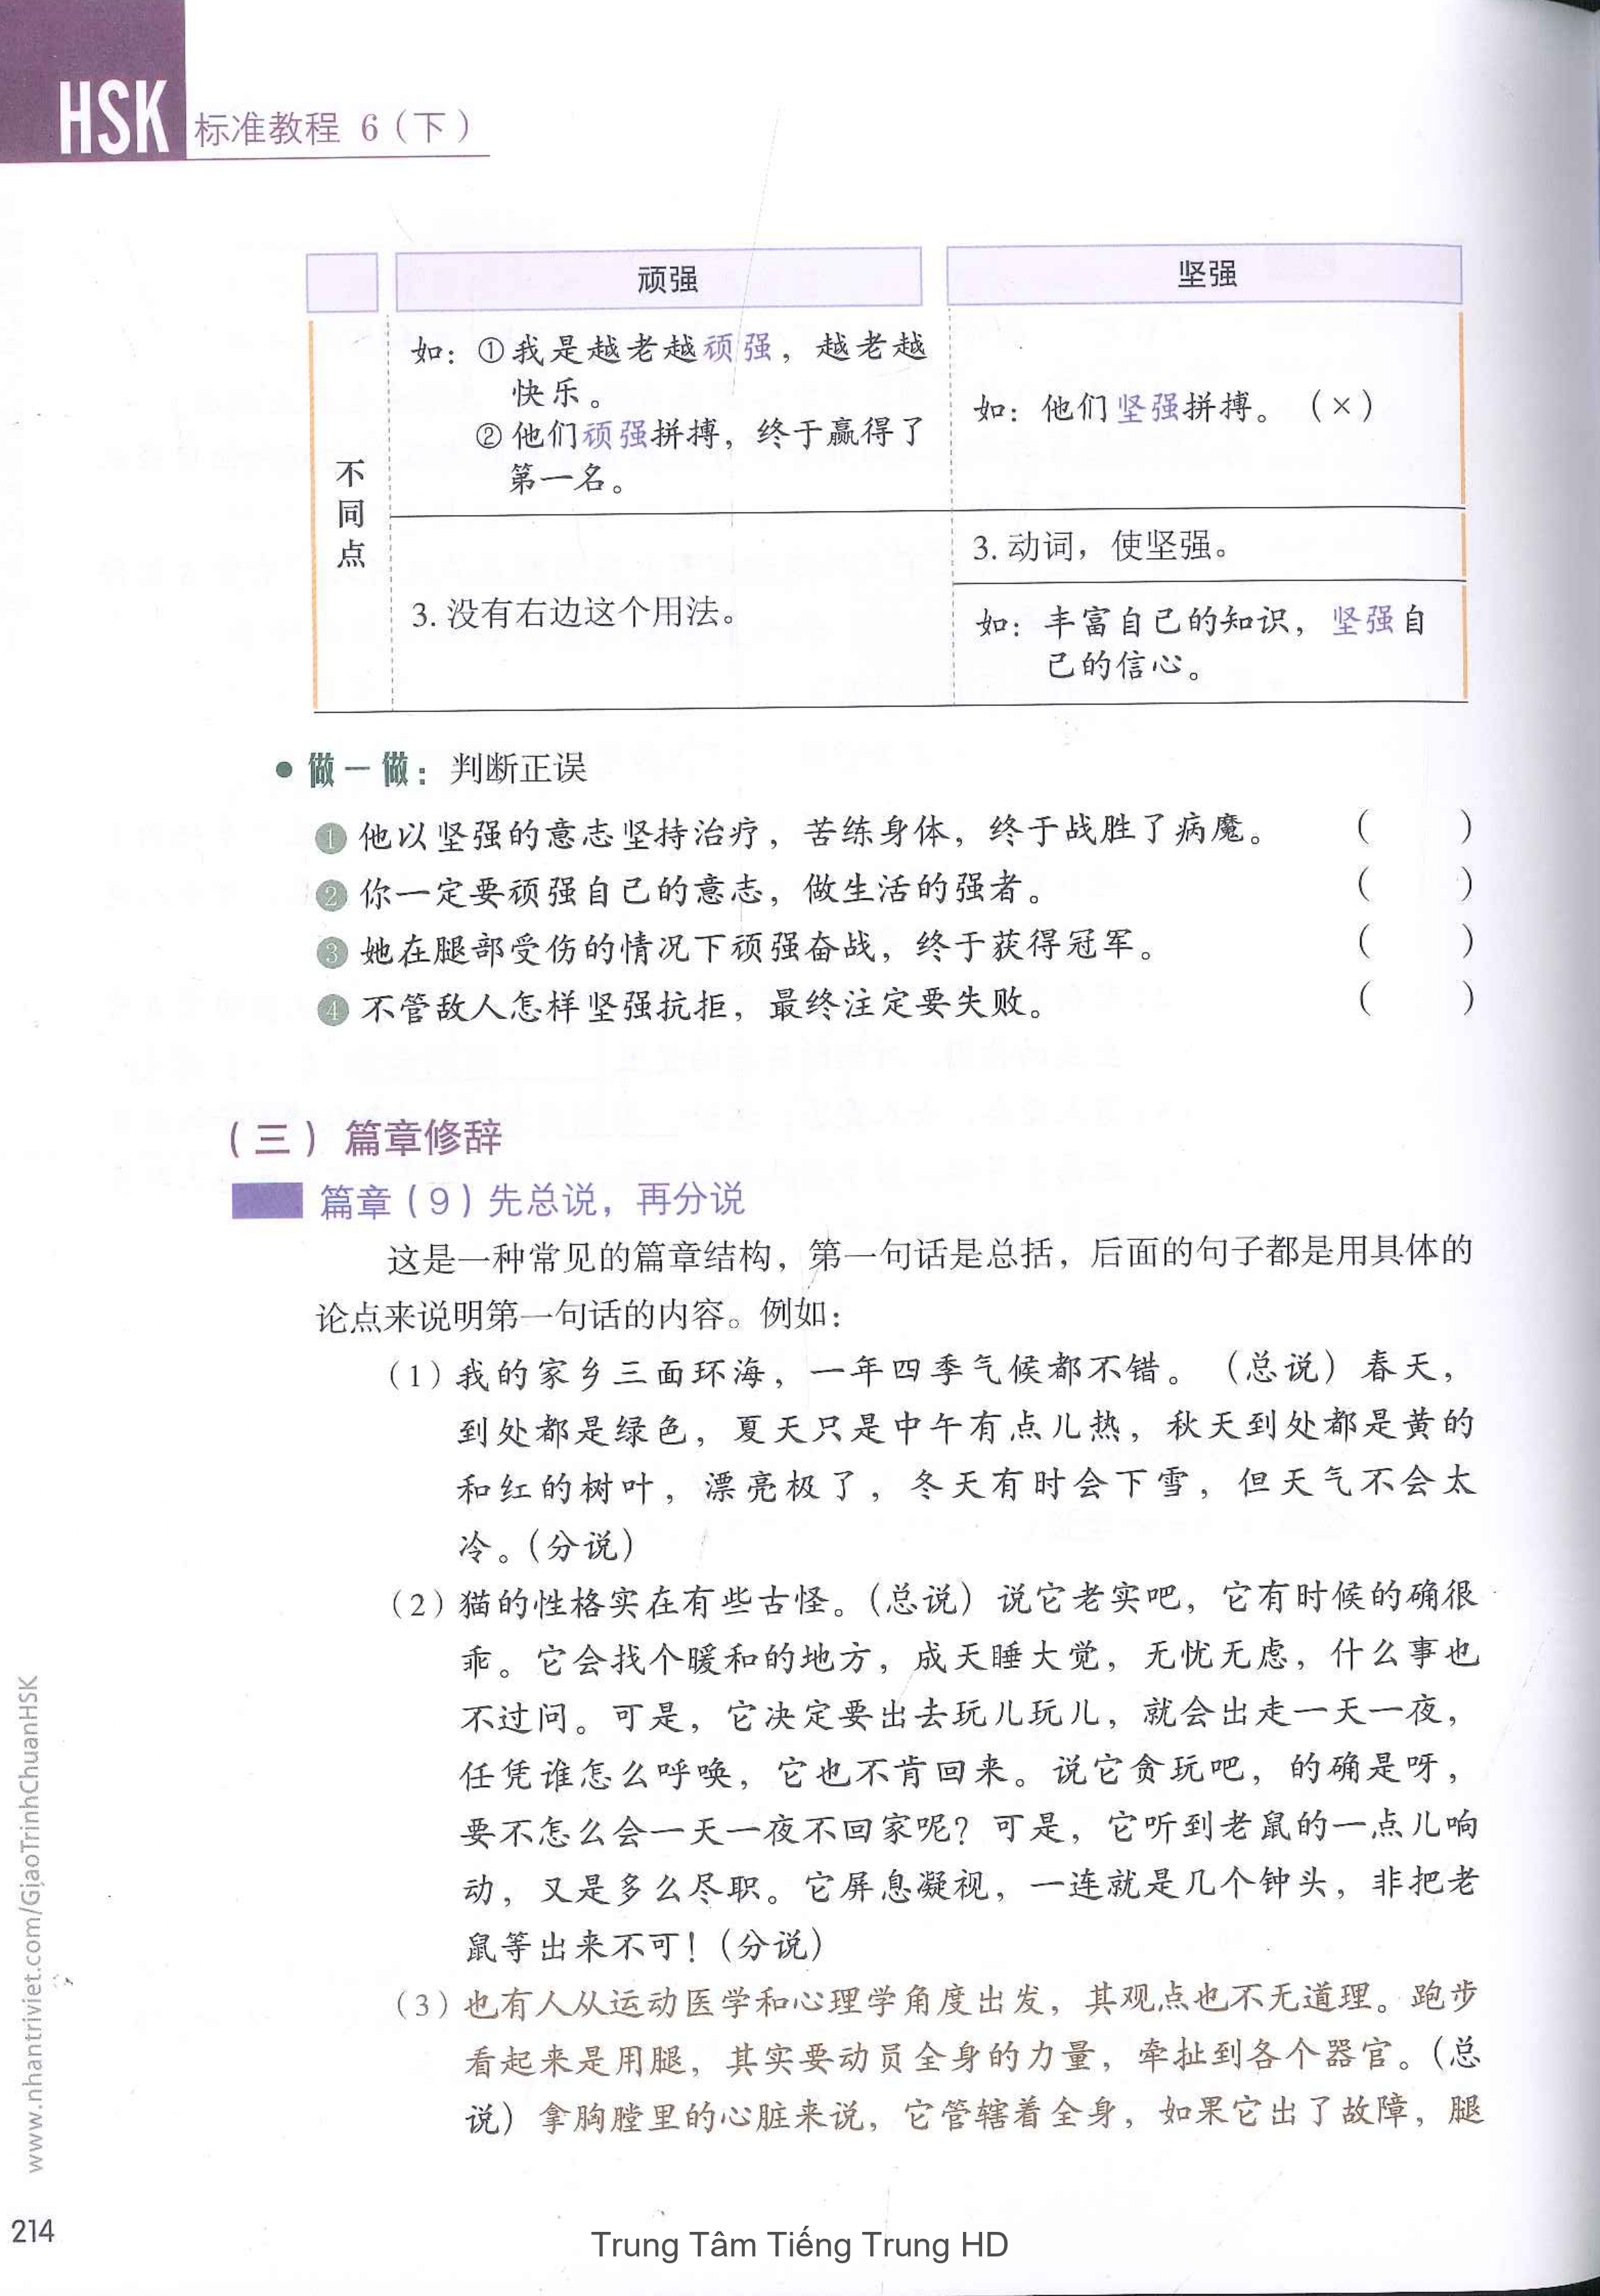 HSK 标准教程 6（下）
顽强
坚强
不同点
如：①我是越老越顽强，越老越
快乐。
②他们顽强拼搏，终于赢得了
第一名。
如：他们坚强拼搏。（×）
3. 没有右边这个用法。
3. 动词，使坚强。
如：丰富自己的知识，坚强自
己的信心。
●做一做：判断正误
1 他以坚强的意志坚持治疗，苦练身体，终于战胜了病魔。（ ）
2 你一定要顽强自己的意志，做生活的强者。（ ）
3 她在腿部受伤的情况下顽强奋战，终于获得冠军。（ ）
4 不管敌人怎样坚强抗拒，最终注定要失败。（ ）
（三）篇章修辞
篇章（9）先总说，再分说
这是一种常见的篇章结构，第一句话是总括，后面的句子都是用具体的
论点来说明第一句话的内容。例如：
（1）我的家乡三面环海，一年四季气候都不错。（总说）春天，
到处都是绿色，夏天只是中午有点儿热，秋天到处都是黄的
和红的树叶，漂亮极了，冬天有时会下雪，但天气不会太
冷。（分说）
（2）猫的性格实在有些古怪。（总说）说它老实吧，它有时候的确很
乖。它会找个暖和的地方，成天睡大觉，无忧无虑，什么事也
不过问。可是，它决定要出去玩儿玩儿，就会出走一天一夜，
任凭谁怎么呼唤，它也不肯回来。说它贪玩吧，的确是呀，
要不怎么会一天一夜不回家呢？可是，它听到老鼠的一点儿响
动，又是多么尽职。它屏息凝视，一连就是几个钟头，非把老
鼠等出来不可！（分说）
（3）也有人从运动医学和心理学角度出发，其观点也不无道理。跑步
看起来是用腿，其实要动员全身的力量，牵扯到各个器官。（总
说）拿胸膛里的心脏来说，它管辖着全身，如果它出了故障，腿
www.nhantriviet.com/GiaoTrinhChuanHSK
214
Trung Tâm Tiếng Trung HD